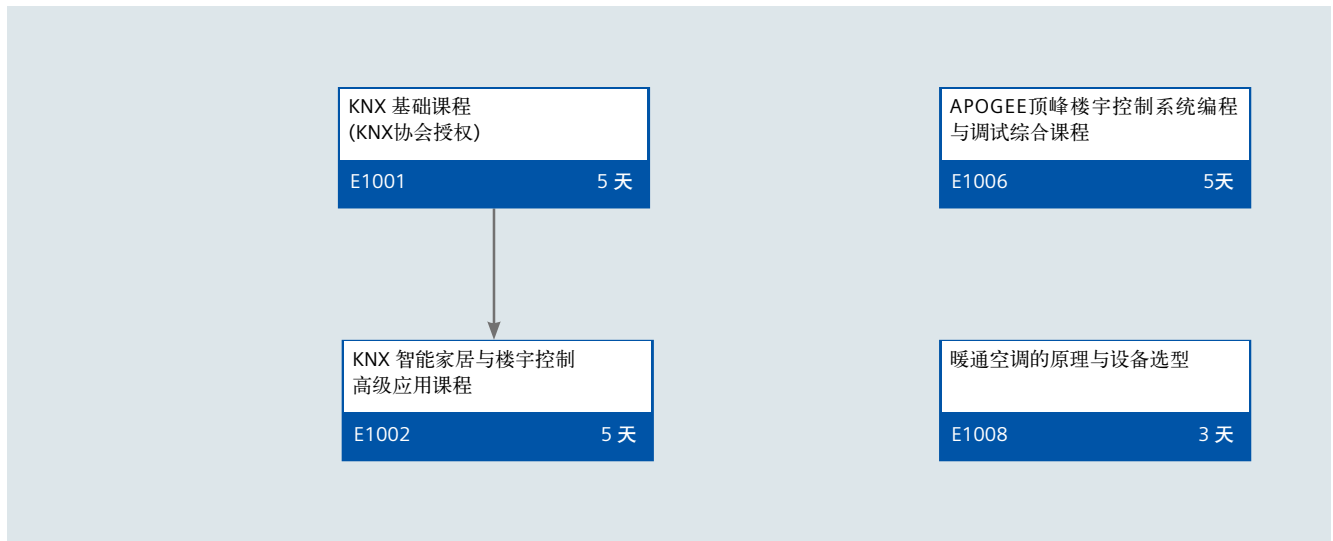 KNX 基础课程
(KNX协会授权)
E1001 5 天
APOGEE顶峰楼宇控制系统编程
与调试综合课程
E1006 5天
KNX 智能家居与楼宇控制
高级应用课程
E1002 5 天
暖通空调的原理与设备选型
E1008 3 天